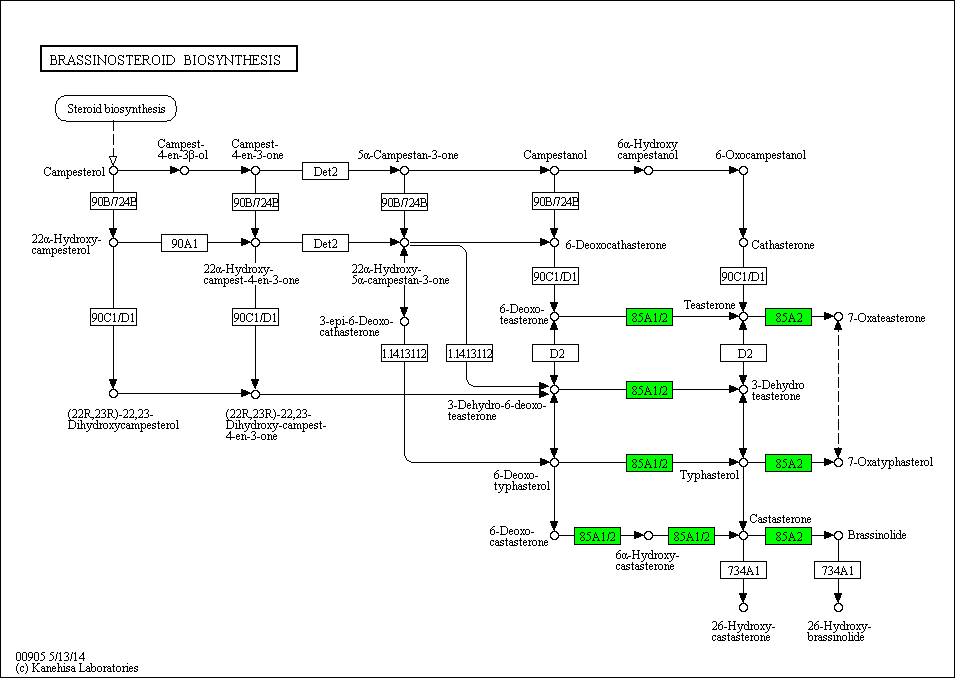 BRASSINOSTEROID BIOSYNTHESIS
Steroid biosynthesis
Campest-
4-en-3β-ol
Campest-
4-en-3-one
5α-Campestan-3-one
Campestanol
6α-Hydroxy
campestanol
6-Oxocampestanol
Campesterol
Det2
90B/724B
90B/724B
90B/724B
90B/724B
22α-Hydroxy-
campesterol
90A1
Det2
6-Deoxocathasterone
Cathasterone
22α-Hydroxy-
campest-4-en-3-one
22α-Hydroxy-
5α-campestan-3-one
90C1/D1
90C1/D1
6-Deoxo-
teasterone
Teasterone
90C1/D1
90C1/D1
3-epi-6-Deoxo-
cathasterone
85A1/2
85A2
7-Oxateasterone
1.14.13.112
1.14.13.112
D2
D2
85A1/2
3-Dehydro
teasterone
3-Dehydro-6-deoxo-
teasterone
(22R,23R)-22,23-
Dihydroxycampesterol
(22R,23R)-22,23-
Dihydroxy-campest-
4-en-3-one
85A1/2
85A2
7-Oxatyphasterol
6-Deoxo-
typhasterol
Typhasterol
6-Deoxo-
castasterone
85A1/2
85A1/2
Castasterone
85A2
Brassinolide
6α-Hydroxy-
castasterone
734A1
734A1
26-Hydroxy-
castasterone
26-Hydroxy-
brassinolide
00905 5/13/14
(c) Kanehisa Laboratories